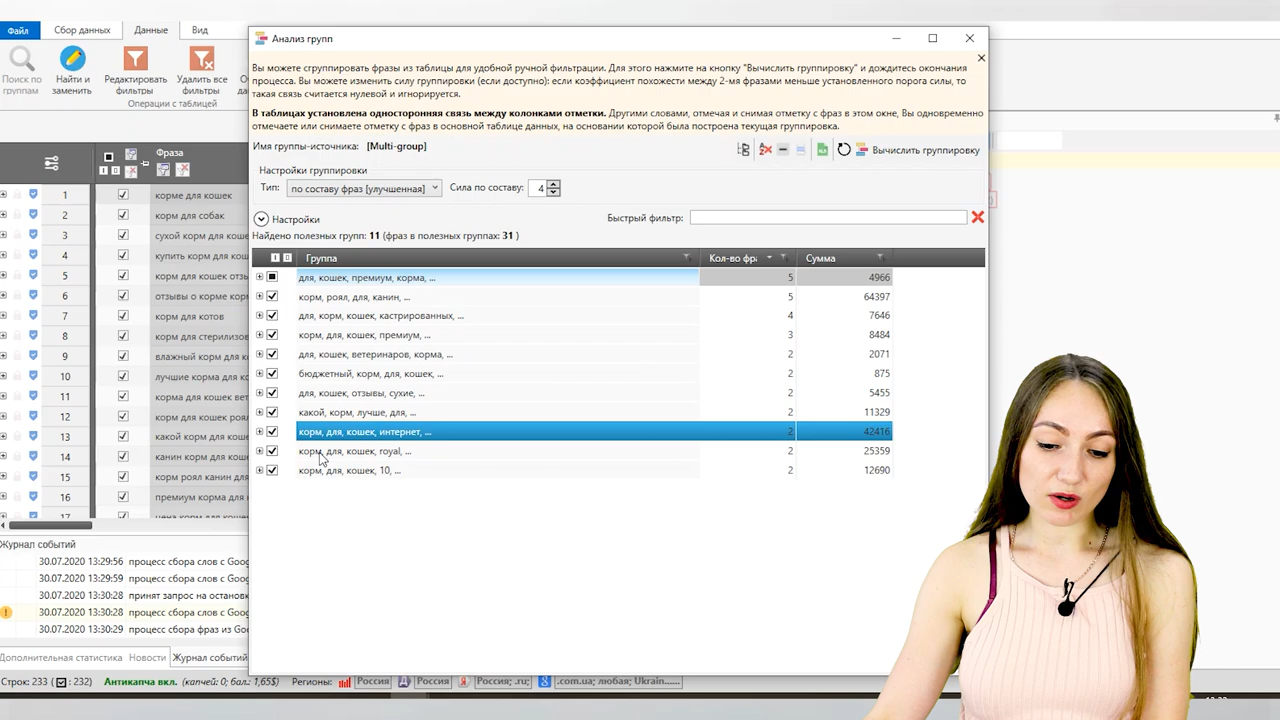 Файл
Сбор данных
Данные
Вид
Поиск по группам
Найти и заменить
Редактировать фильтры
Удалить все фильтры
Операции с таблицей
Анализ групп
Вы можете сгруппировать фразы из таблицы для удобной ручной фильтрации. Для этого нажмите на кнопку "Вычислить группировку" и дождитесь окончания
процесса. Вы можете изменить силу группировки (если доступно): если коэффициент похожести между 2-мя фразами меньше установленного порога силы, то
такая связь считается нулевой и игнорируется.
В таблицах установлена односторонняя связь между колонками отметки. Другими словами, отмечая и снимая отметку с фраз в этом окне, Вы одновременно
отмечаете или снимаете отметку с фраз в основной таблице данных, на основании которой была построена текущая группировка.
Имя группы-источника: [Multi-group]
Вычислить группировку
Настройки группировки
Тип: по составу фраз [улучшенная] Сила по составу: 4
Настройки
Быстрый фильтр:
Найдено полезных групп: 11 (фраз в полезных группах: 31 )
Группа Кол-во фра Сумма
для, кошек, премиум, корма, ... 5 4966
корм, роял, для, канин, ... 5 64397
для, корм, кошек, кастрированных, ... 4 7646
корм, для, кошек, премиум, ... 3 8484
для, кошек, ветеринаров, корма, ... 2 2071
бюджетный, корм, для, кошек, ... 2 875
для, кошек, отзывы, сухие, ... 2 5455
какой, корм, лучше, для, ... 2 11329
корм, для, кошек, интернет, ... 2 42416
корм, для, кошек, royal, ... 2 25359
корм, для, кошек, 10, ... 2 12690
Фраза
1 корме для кошек
2 корм для собак
3 сухой корм для
4 купить корм для
5 корм для кошек отзы
6 отзывы о корме корм
7 корм для котов
8 корм для стерилизов
9 влажный корм для
10 лучшие корма для ко
11 корма для кошек вет
12 корм для кошек роял
13 какой корм для коше
14 канин корм для кош
15 корм роял канин для
16 премиум корма для
17 цена корм для кошек
Журнал событий
30.07.2020 13:29:56 процесс сбора слов с Goog
30.07.2020 13:29:59 процесс сбора слов с Goog
30.07.2020 13:30:28 принят запрос на остановк
30.07.2020 13:30:28 процесс сбора слов с Goog
30.07.2020 13:30:29 процесс сбора фраз из Go
Дополнительная статистика Новости Журнал событий
Строк: 233 ( : 232) Антикапча вкл. (капчей: 0; бал.: 1,65$) Регионы: Россия Россия Россия; .ru; .com.ua; любая; Ukrain......